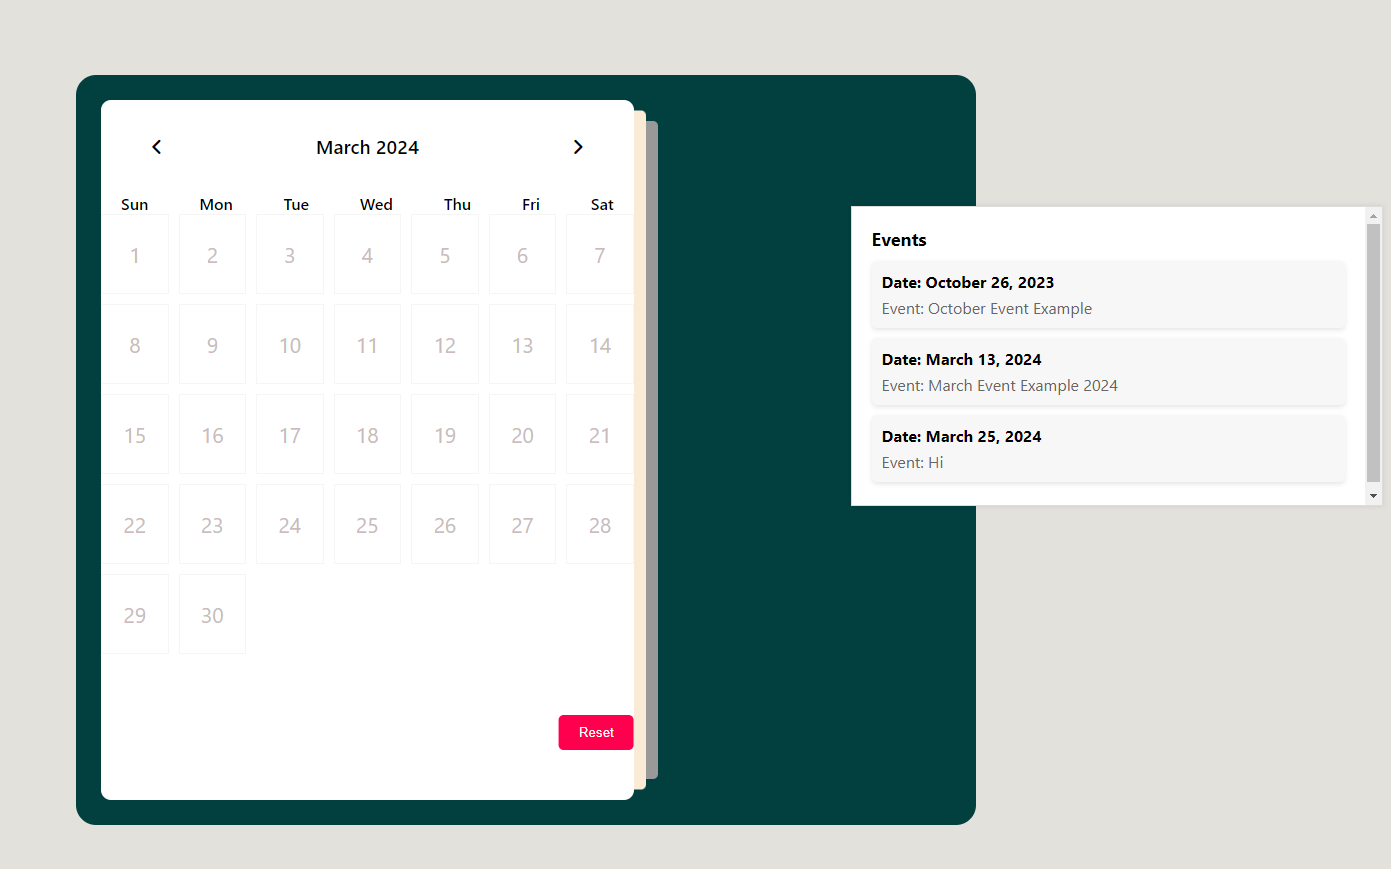 March 2024
Sun Mon Tue Wed Thu Fri Sat
1 2 3 4 5 6 7
8 9 10 11 12 13 14
15 16 17 18 19 20 21
22 23 24 25 26 27 28
29 30
Reset
Events
Date: October 26, 2023
Event: October Event Example
Date: March 13, 2024
Event: March Event Example 2024
Date: March 25, 2024
Event: Hi